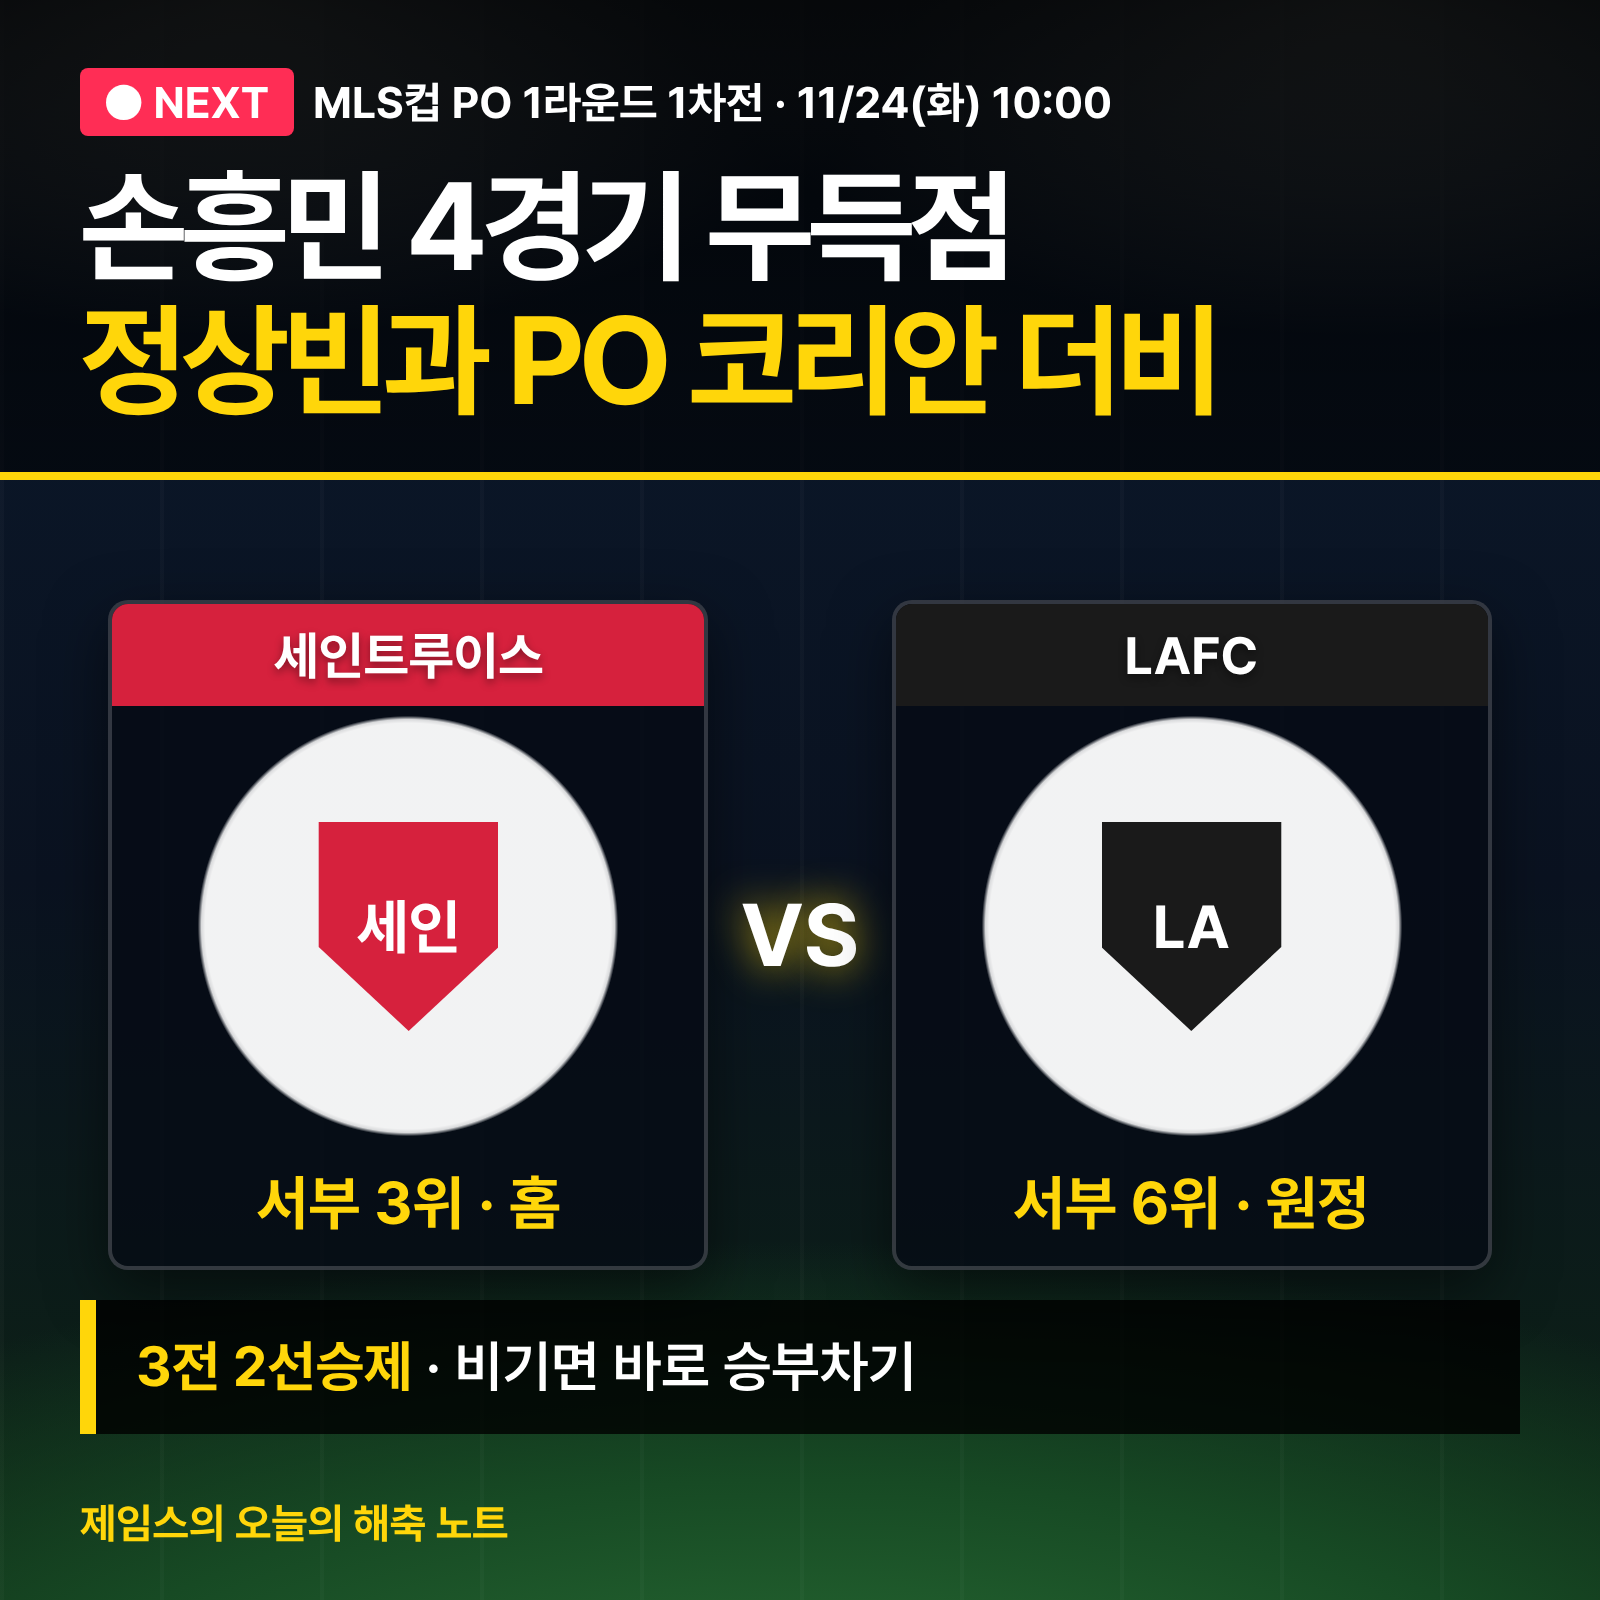 NEXT MLS컵 PO 1라운드 1차전 · 11/24(화) 10:00
손흥민 4경기 무득점
정상빈과 PO 코리안 더비
세인트루이스
세인
서부 3위 · 홈
VS
LAFC
LA
서부 6위 · 원정
3전 2선승제 · 비기면 바로 승부차기
제임스의 오늘의 해축 노트